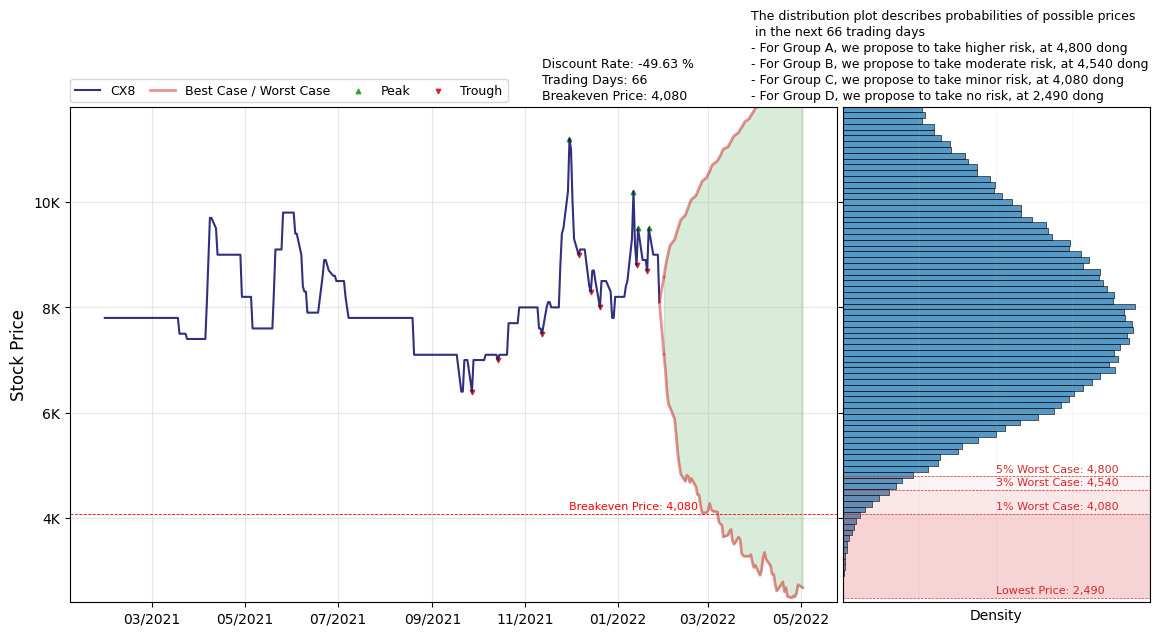 The distribution plot describes probabilities of possible prices
in the next 66 trading days
- For Group A, we propose to take higher risk, at 4,800 dong
- For Group B, we propose to take moderate risk, at 4,540 dong
- For Group C, we propose to take minor risk, at 4,080 dong
- For Group D, we propose to take no risk, at 2,490 dong
Discount Rate: -49.63 %
Trading Days: 66
Breakeven Price: 4,080
CX8 Best Case / Worst Case Peak Trough
Stock Price
10K
8K
6K
4K
Breakeven Price: 4,080
5% Worst Case: 4,800
3% Worst Case: 4,540
1% Worst Case: 4,080
Lowest Price: 2,490
03/2021 05/2021 07/2021 09/2021 11/2021 01/2022 03/2022 05/2022
Density